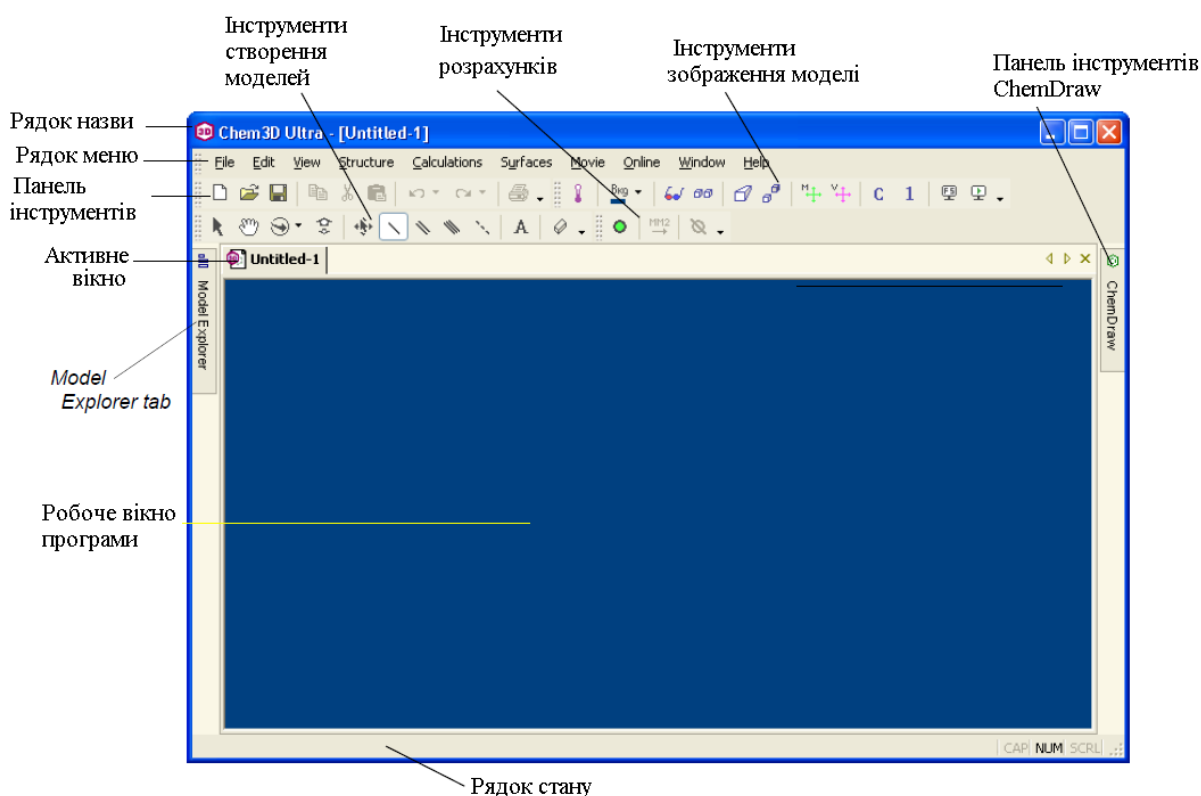 Інструменти
створення
моделей
Інструменти
розрахунків
Інструменти
зображення моделі
Панель інструментів
ChemDraw
Рядок назви
Chem3D Ultra - [Untitled-1]
Рядок меню
File Edit View Structure Calculations Surfaces Movie Online Window Help
Панель
інструментів
Bkg
M
V
C
1
FS
A
MM2
Активне
вікно
Untitled-1
Model Explorer
ChemDraw
Model
Explorer tab
Робоче вікно
програми
CAP NUM SCRL
Рядок стану